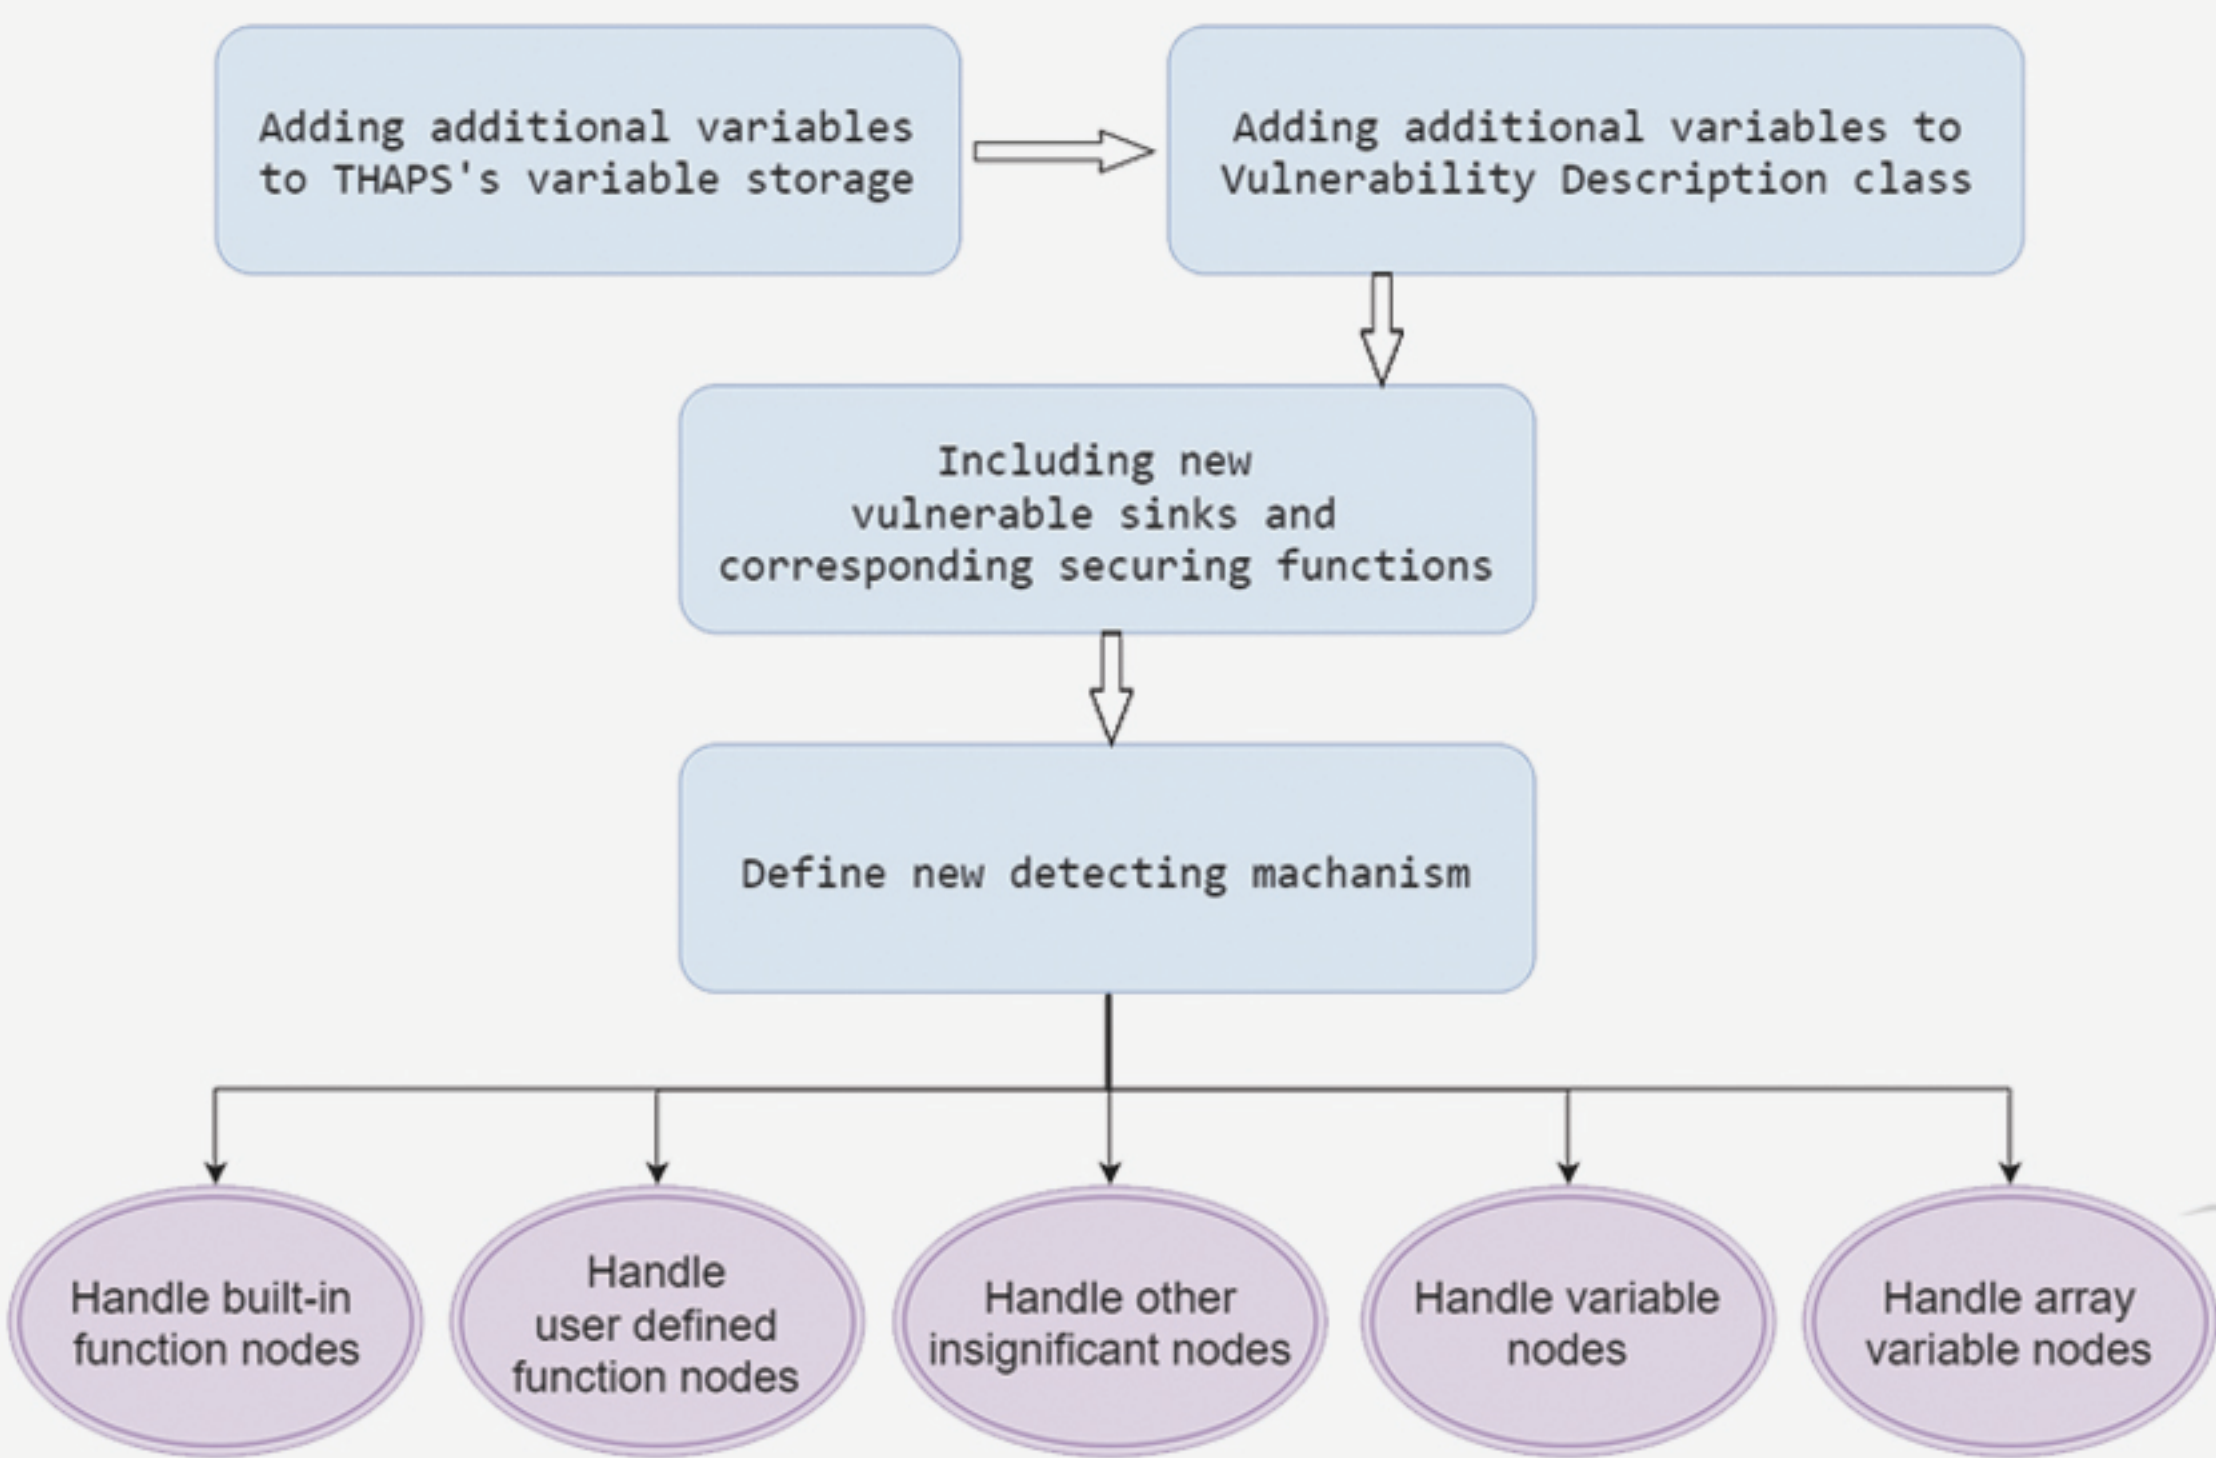 Adding additional variables
to THAPS's variable storage
Adding additional variables to
Vulnerability Description class
Including new
vulnerable sinks and
corresponding securing functions
Define new detecting machanism
Handle built-in
function nodes
Handle
user defined
function nodes
Handle other
insignificant nodes
Handle variable
nodes
Handle array
variable nodes